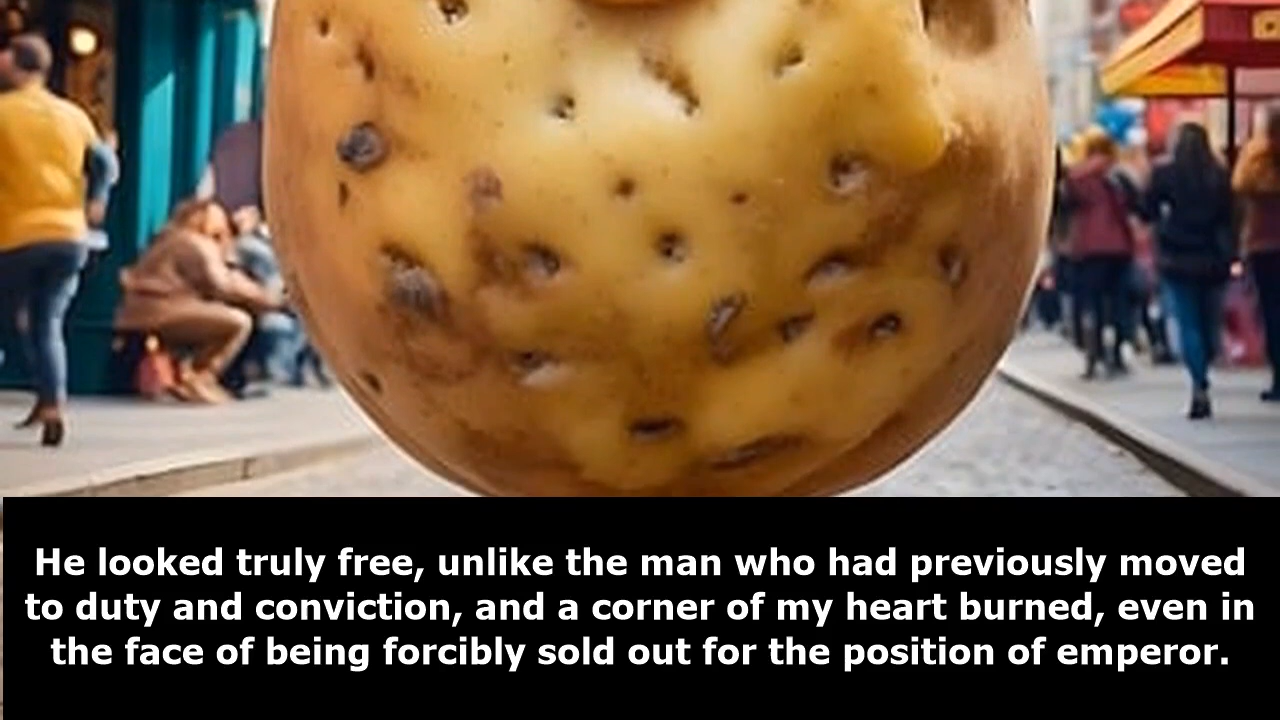 He looked truly free, unlike the man who had previously moved
to duty and conviction, and a corner of my heart burned, even in
the face of being forcibly sold out for the position of emperor.